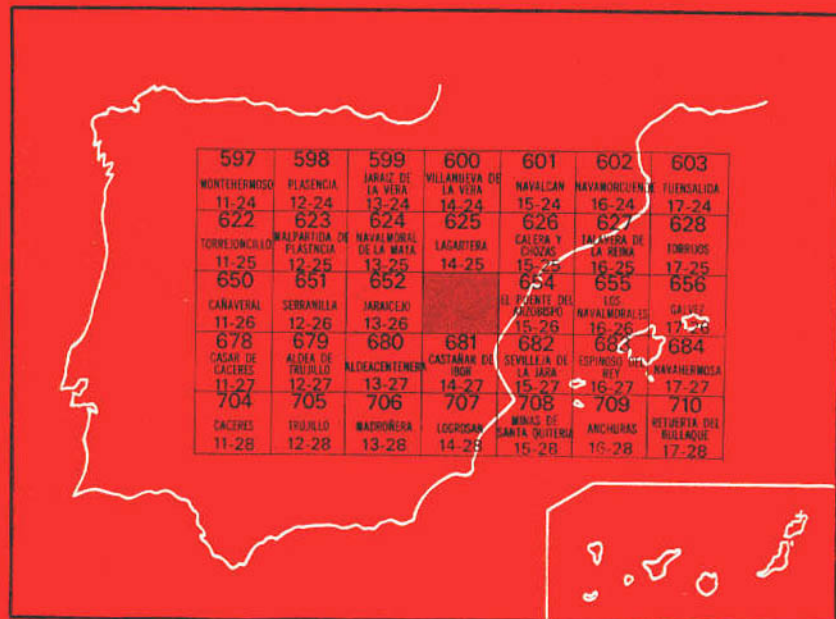 597 598 599 600 601 602 603
MONTEHERMOSO PLASENCIA JARAIZ DE LA VERA VILLANUEVA DE LA VERA NAVALCAN NAVAMORCUENDE FUENSALIDA
11-24 12-24 13-24 14-24 15-24 16-24 17-24
622 623 624 625 626 627 628
TORREJONCILLO MALPARTIDA DE PLASENCIA NAVALMORAL DE LA MATA LAGARTERA CALERA Y CHOZAS TALAVERA DE LA REINA TORRIJOS
11-25 12-25 13-25 14-25 15-25 16-25 17-25
650 651 652 654 655 656
CAÑAVERAL SERRANILLA JARAICEJO EL PUENTE DEL ARZOBISPO LOS NAVALMORALES GALVEZ
11-26 12-26 13-26 15-26 16-26 17-26
678 679 680 681 682 683 684
CASAR DE CACERES ALDEA DE TRUJILLO ALDEACENTENERA CASTAÑAR DE IBOR SEVILLEJA DE LA JARA ESPINOSO DEL REY NAVAHERMOSA
11-27 12-27 13-27 14-27 15-27 16-27 17-27
704 705 706 707 708 709 710
CACERES TRUJILLO MADROÑERA LOGROSAN MINAS DE SANTA QUITERIA ANCHURAS RETUERTA DEL BULLAQUE
11-28 12-28 13-28 14-28 15-28 16-28 17-28